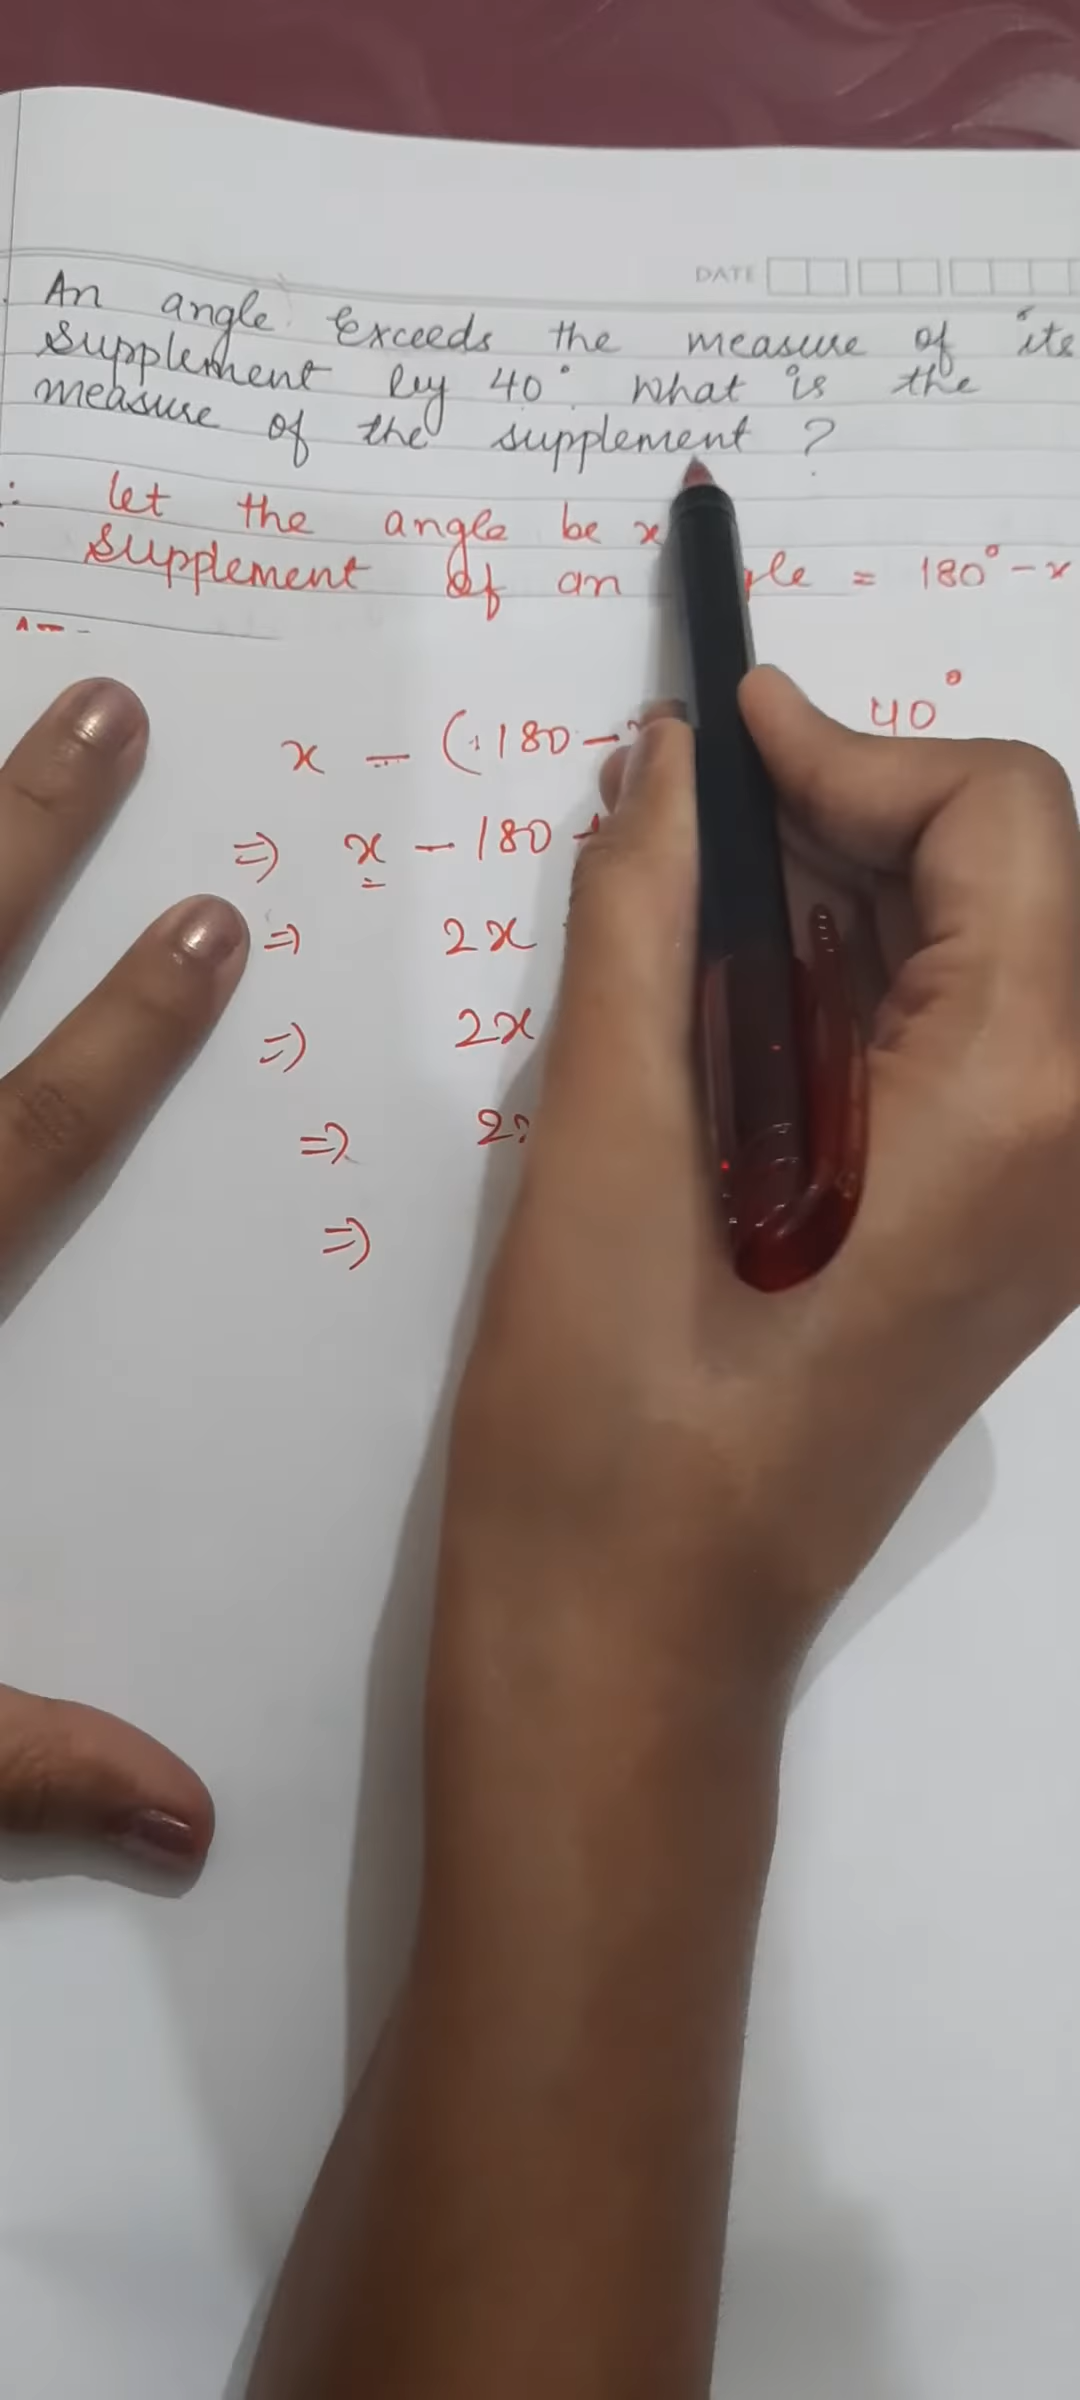 DATE
An angle exceeds the measure of its
supplement by 40°. What is the
measure of the supplement ?
let the angle be x
Supplement of an = 180° - x
x - (180 - 40°
⇒ x - 180 +
⇒ 2x
⇒ 2x
⇒ 2x
⇒